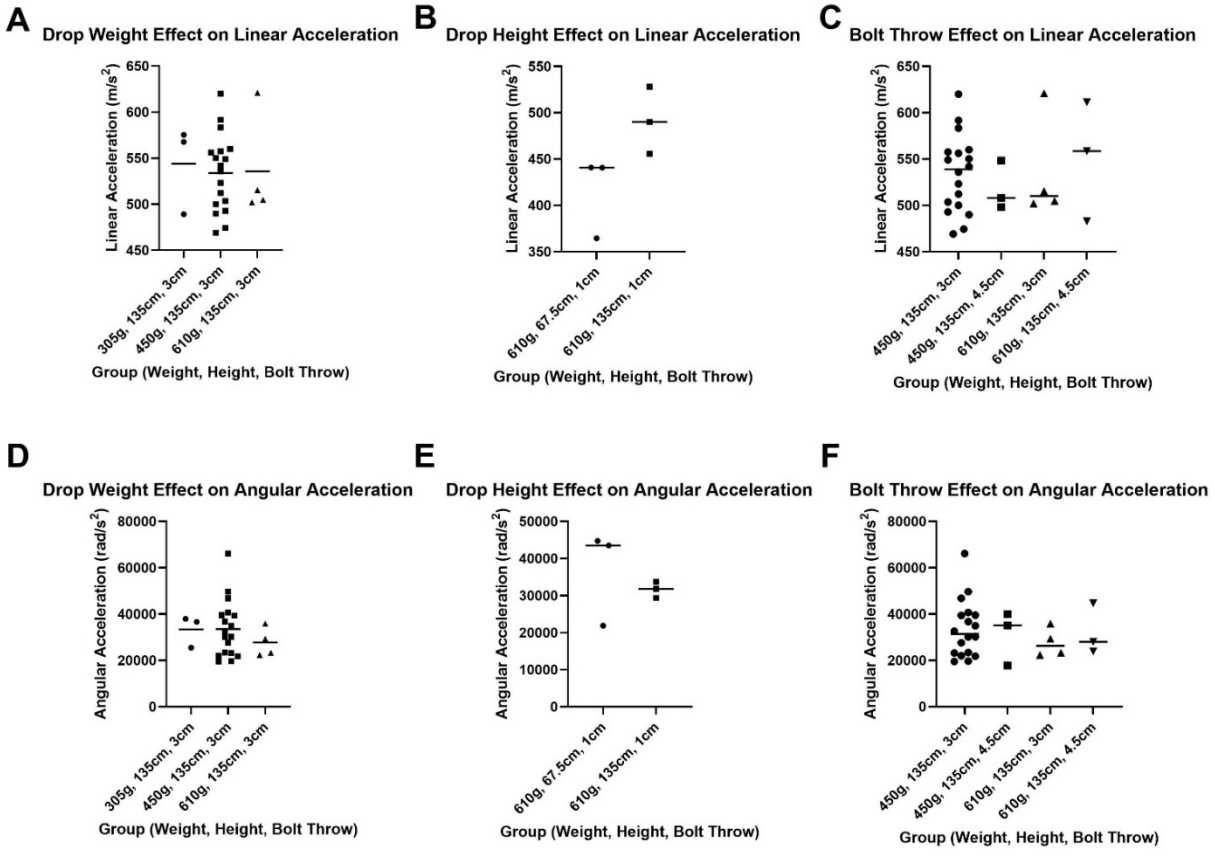 A
Drop Weight Effect on Linear Acceleration
Linear Acceleration (m/s²)
650
600
550
500
450
305g, 135cm, 3cm
450g, 135cm, 3cm
610g, 135cm, 3cm
Group (Weight, Height, Bolt Throw)
B
Drop Height Effect on Linear Acceleration
Linear Acceleration (m/s²)
550
500
450
400
350
610g, 67.5cm, 1cm
610g, 135cm, 1cm
Group (Weight, Height, Bolt Throw)
C
Bolt Throw Effect on Linear Acceleration
Linear Acceleration (m/s²)
650
600
550
500
450
450g, 135cm, 3cm
450g, 135cm, 4.5cm
610g, 135cm, 3cm
610g, 135cm, 4.5cm
Group (Weight, Height, Bolt Throw)
D
Drop Weight Effect on Angular Acceleration
Angular Acceleration (rad/s²)
80000
60000
40000
20000
0
305g, 135cm, 3cm
450g, 135cm, 3cm
610g, 135cm, 3cm
Group (Weight, Height, Bolt Throw)
E
Drop Height Effect on Angular Acceleration
Angular Acceleration (rad/s²)
50000
40000
30000
20000
10000
0
610g, 67.5cm, 1cm
610g, 135cm, 1cm
Group (Weight, Height, Bolt Throw)
F
Bolt Throw Effect on Angular Acceleration
Angular Acceleration (rad/s²)
80000
60000
40000
20000
0
450g, 135cm, 3cm
450g, 135cm, 4.5cm
610g, 135cm, 3cm
610g, 135cm, 4.5cm
Group (Weight, Height, Bolt Throw)